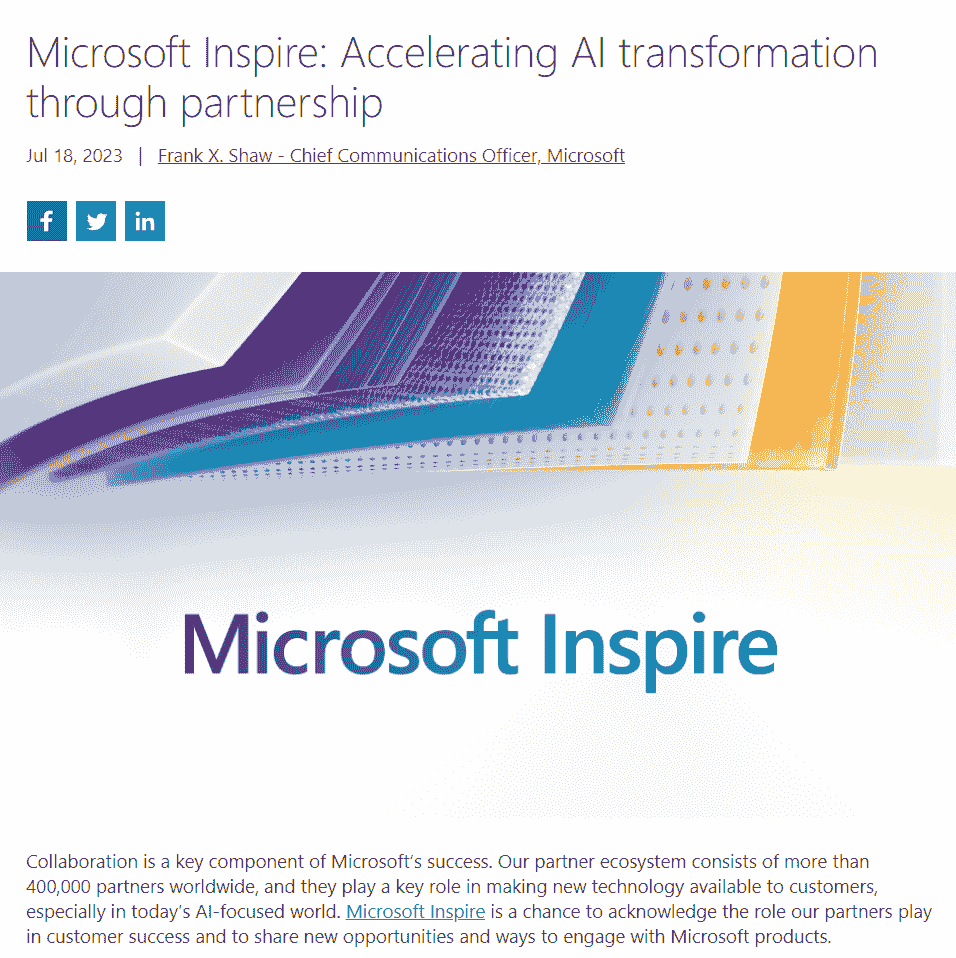 Microsoft Inspire: Accelerating AI transformation
through partnership
Jul 18, 2023 | Frank X. Shaw - Chief Communications Officer, Microsoft
f in
Microsoft Inspire
Collaboration is a key component of Microsoft's success. Our partner ecosystem consists of more than
400,000 partners worldwide, and they play a key role in making new technology available to customers,
especially in today's AI-focused world. Microsoft Inspire is a chance to acknowledge the role our partners play
in customer success and to share new opportunities and ways to engage with Microsoft products.